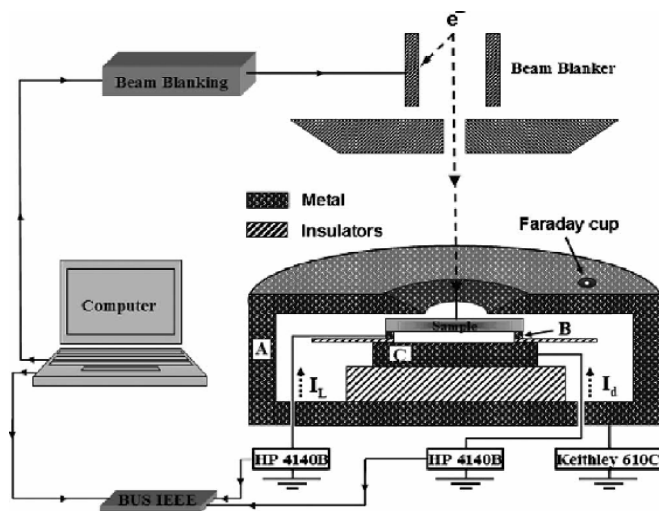 e⁻
Beam Blanking
Beam Blanker
Metal
Insulators
Faraday cup
Computer
Sample
A
B
C
I_L
I_d
HP 4140B
HP 4140B
Keithley 610C
BUS IEEE